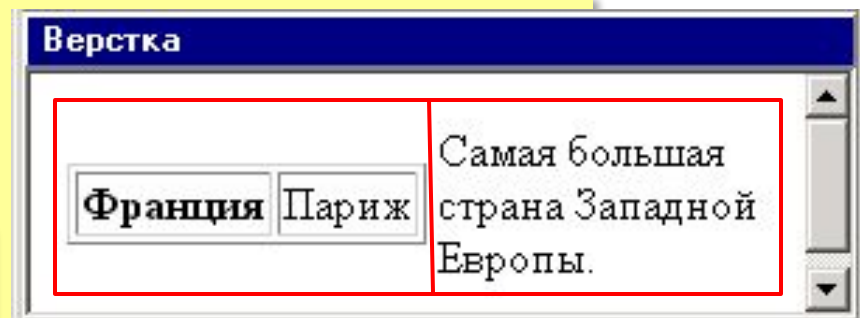 Верстка
Франция Париж
Самая большая
страна Западной
Европы.